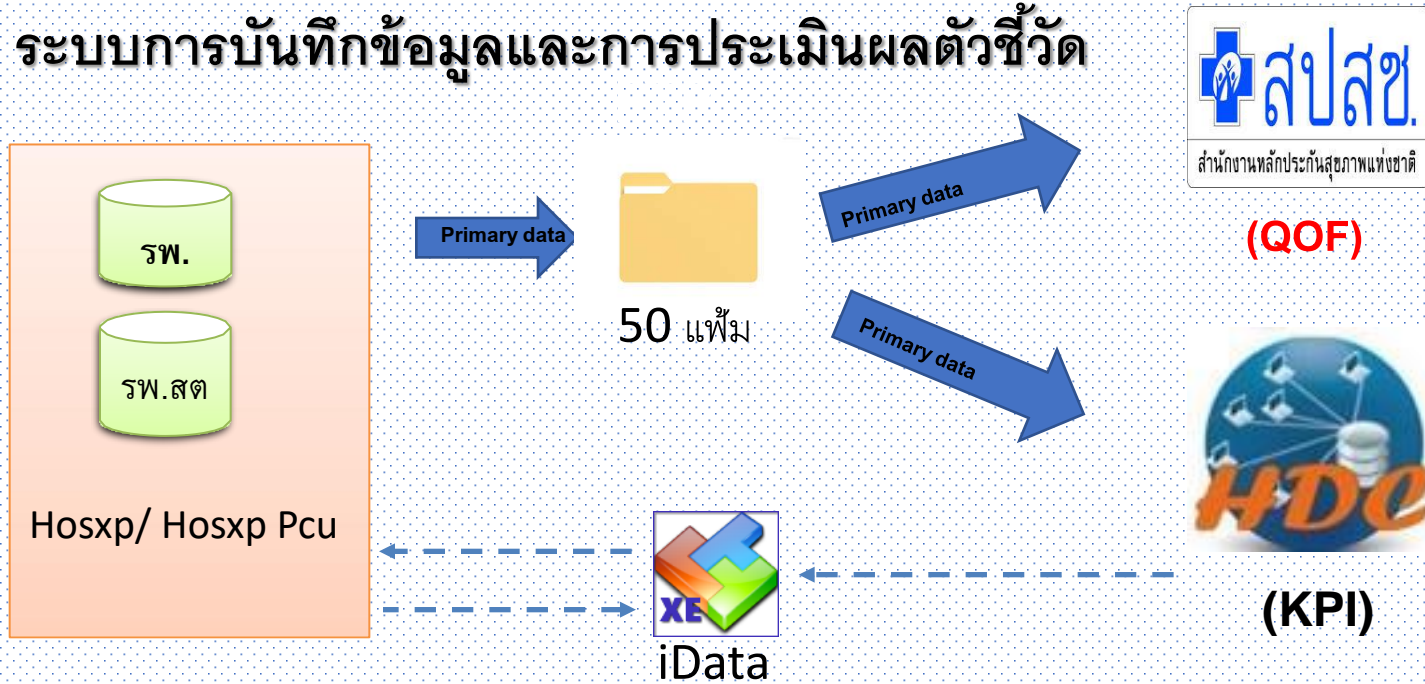 ระบบการบันทึกข้อมูลและการประเมินผลตัวชี้วัด
สปสช.
สำนักงานหลักประกันสุขภาพแห่งชาติ
(QOF)
รพ.
รพ.สต
Hosxp/ Hosxp Pcu
Primary data
50 แฟ้ม
Primary data
Primary data
HDC
(KPI)
XE
iData